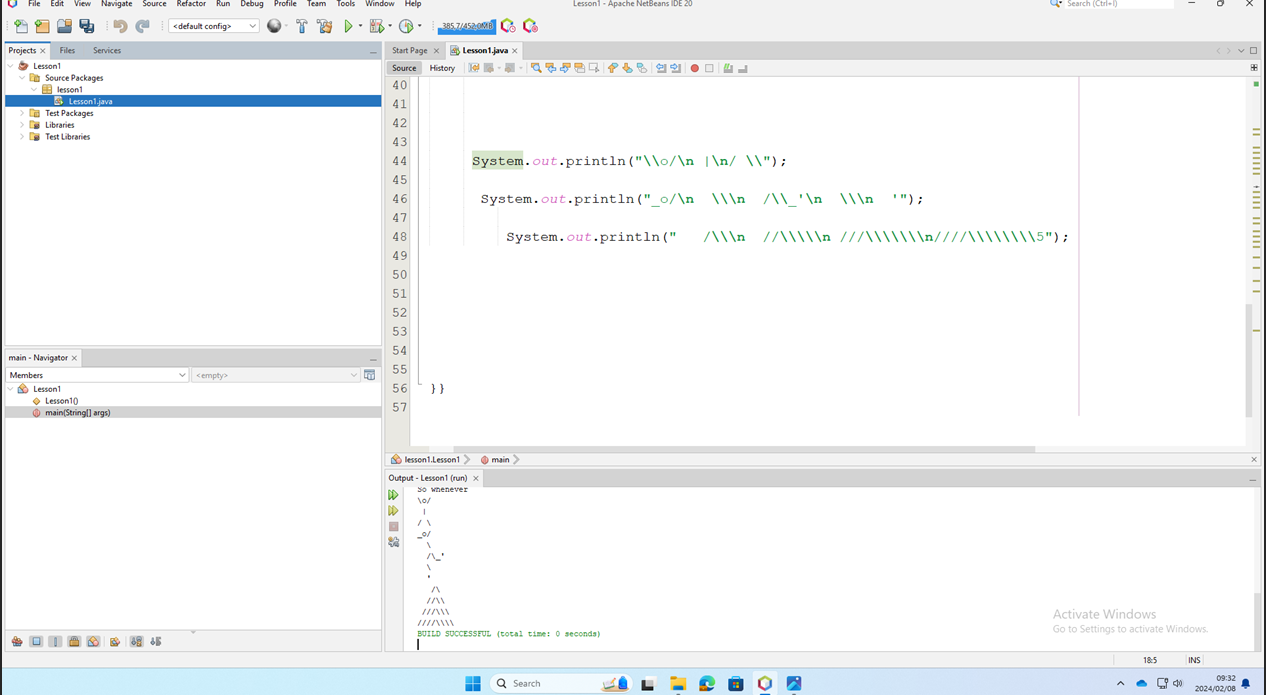 File Edit View Navigate Source Refactor Run Debug Profile Team Tools Window Help
Lesson1 - Apache NetBeans IDE 20
Search (Ctrl+I)
<default config>
385,7/452,0MB
Projects Files Services
Lesson1
Source Packages
lesson1
Lesson1.java
Test Packages
Libraries
Test Libraries
main - Navigator
Members <empty>
Lesson1
Lesson1()
main(String[] args)
Start Page Lesson1.java
Source History
40
41
42
43
44 System.out.println("\\o/\n |\n/ \\");
45
46 System.out.println("_o/\n  \\\n  /\\_'\n  \\\n  '");
47
48 System.out.println("   /\\\n  //\\\\\n ///\\\\\\\n////\\\\\\\\5");
49
50
51
52
53
54
55
56 }}
57
lesson1.Lesson1 main
Output - Lesson1 (run)
So whenever
\o/
 |
/ \
_o/
  \
  /\_'
  \
  '
   /\
  //\\
 ///\\\
////\\\\
BUILD SUCCESSFUL (total time: 0 seconds)
Activate Windows
Go to Settings to activate Windows.
18:5 INS
Search
09:32
2024/02/08